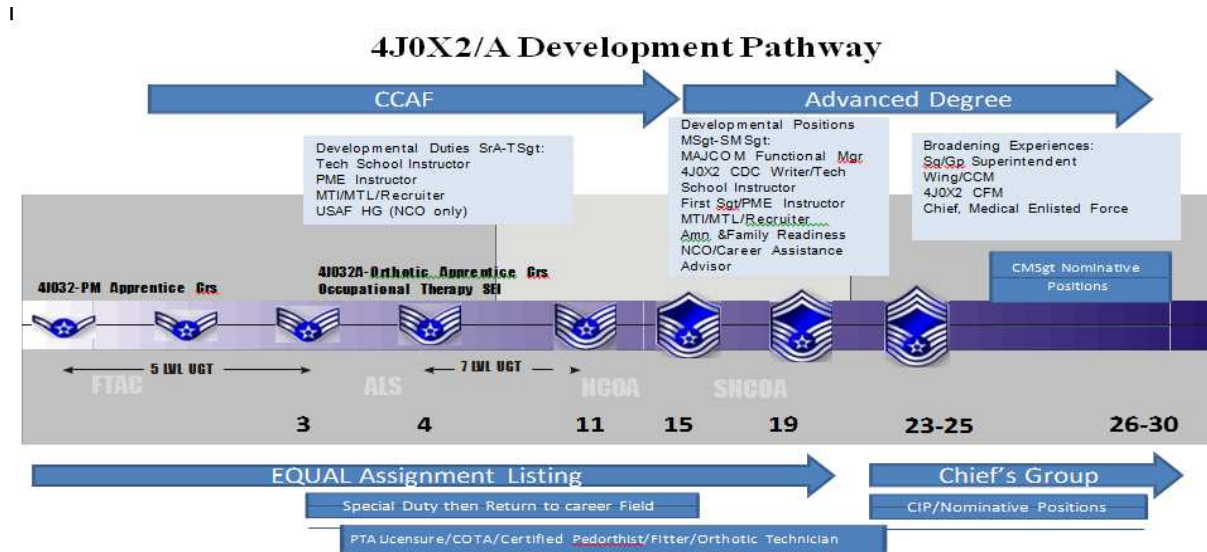 I
4J0X2/A Development Pathway
CCAF
Advanced Degree
Developmental Duties SrA-TSgt:
Tech School Instructor
PME Instructor
MTI/MTL/Recruiter
USAF HG (NCO only)
Developmental Positions
MSgt-SMSgt:
MAJCOM Functional Mgr
4J0X2 CDC Writer/Tech
School Instructor
First Sgt/PME Instructor
MTI/MTL/Recruiter
Amn &Family Readiness
NCO/Career Assistance
Advisor
Broadening Experiences:
Sq/Gp Superintendent
Wing/CCM
4J0X2 CFM
Chief, Medical Enlisted Force
CMSgt Nominative
Positions
4J032-PM Apprentice Crs
4J032A-Orthotic Apprentice Crs
Occupational Therapy SEI
5 LVL UGT
7 LVL UGT
FTAC
ALS
NCOA
SNCOA
3
4
11
15
19
23-25
26-30
EQUAL Assignment Listing
Chief's Group
Special Duty then Return to career Field
CIP/Nominative Positions
PTA Licensure/COTA/Certified Pedorthist/Fitter/Orthotic Technician